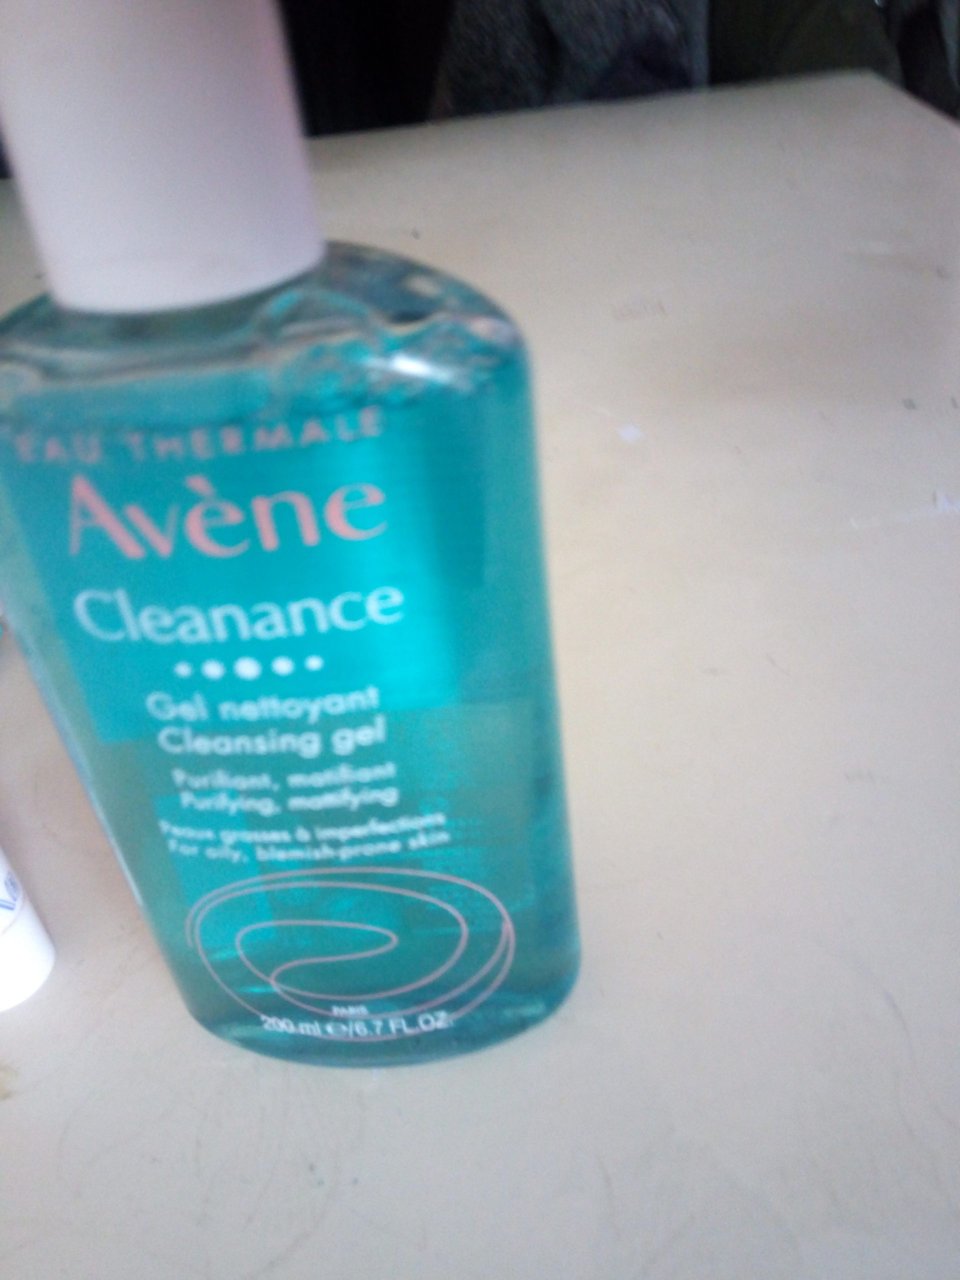 EAU THERMALE
Avène
Cleanance
Gel nettoyant
Cleansing gel
Purifiant, matifiant
Purifying, mattifying
Peaux grasses à imperfections
For oily, blemish-prone skin
PARIS
200 ml e/6.7 FL.OZ.